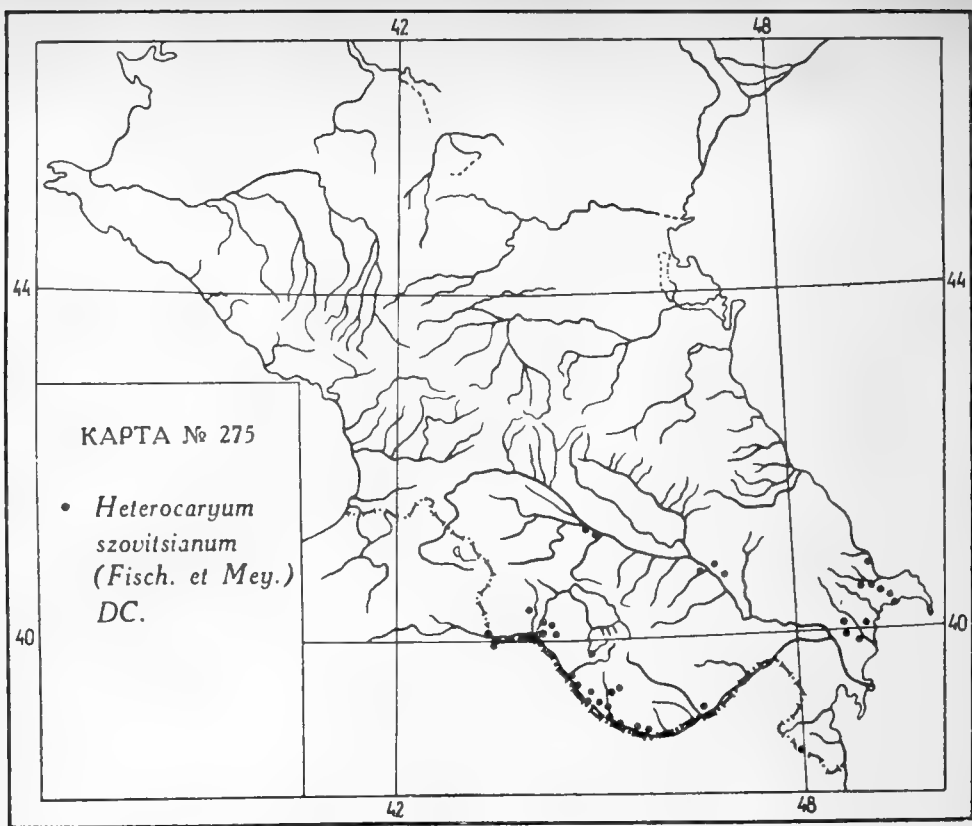 42 48
44 44
КАРТА № 275
• Heterocaryum
szovitsianum
(Fisch. et Mey.)
DC.
40 40
42 48